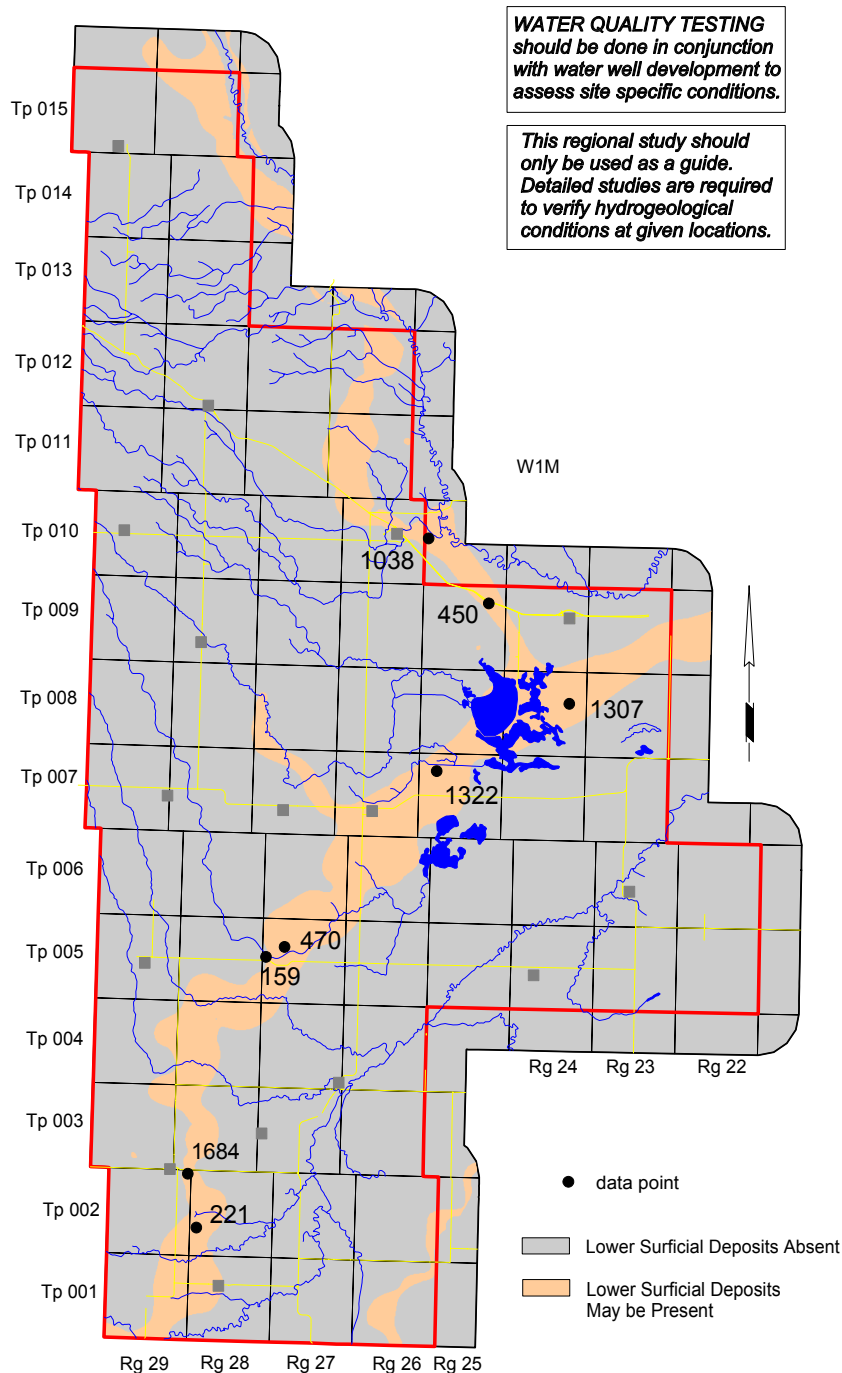 WATER QUALITY TESTING
should be done in conjunction
with water well development to
assess site specific conditions.
This regional study should
only be used as a guide.
Detailed studies are required
to verify hydrogeological
conditions at given locations.
Tp 015
Tp 014
Tp 013
Tp 012
Tp 011
W1M
Tp 010
1038
Tp 009
450
Tp 008
1307
Tp 007
1322
Tp 006
Tp 005
470
159
Tp 004
Rg 24
Rg 23
Rg 22
Tp 003
1684
data point
Tp 002
221
Lower Surficial Deposits Absent
Tp 001
Lower Surficial Deposits
May be Present
Rg 29
Rg 28
Rg 27
Rg 26
Rg 25